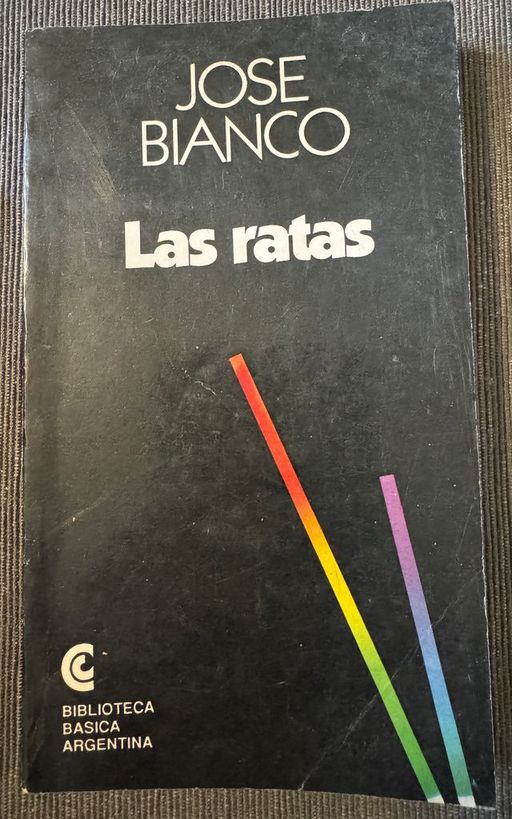 JOSE
BIANCO
Las ratas
BIBLIOTECA
BASICA
ARGENTINA